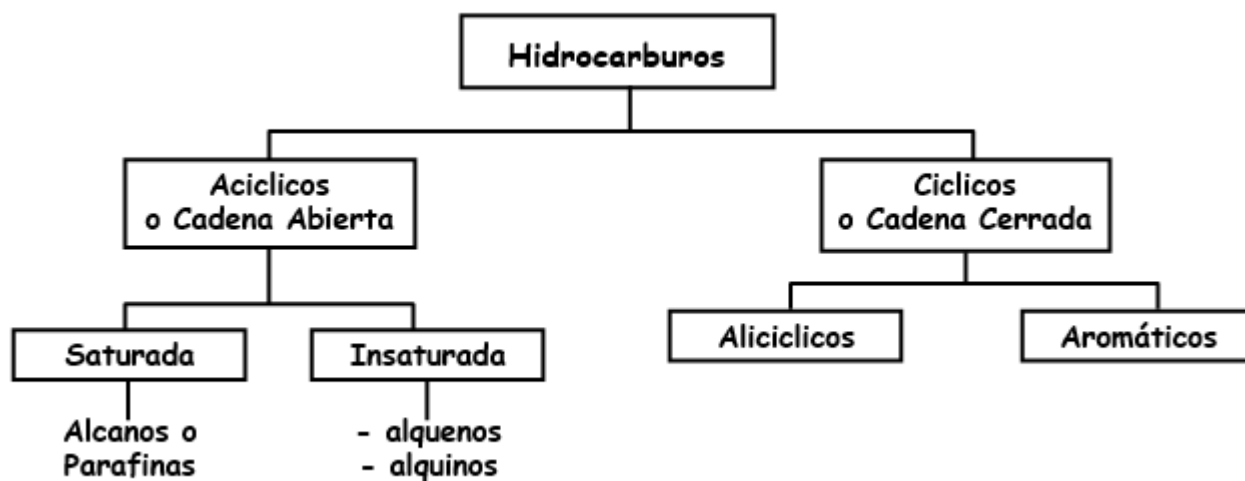 Hidrocarburos
Aciclicos
o Cadena Abierta
Ciclicos
o Cadena Cerrada
Saturada
Insaturada
Aliciclicos
Aromáticos
Alcanos o
Parafinas
- alquenos
- alquinos